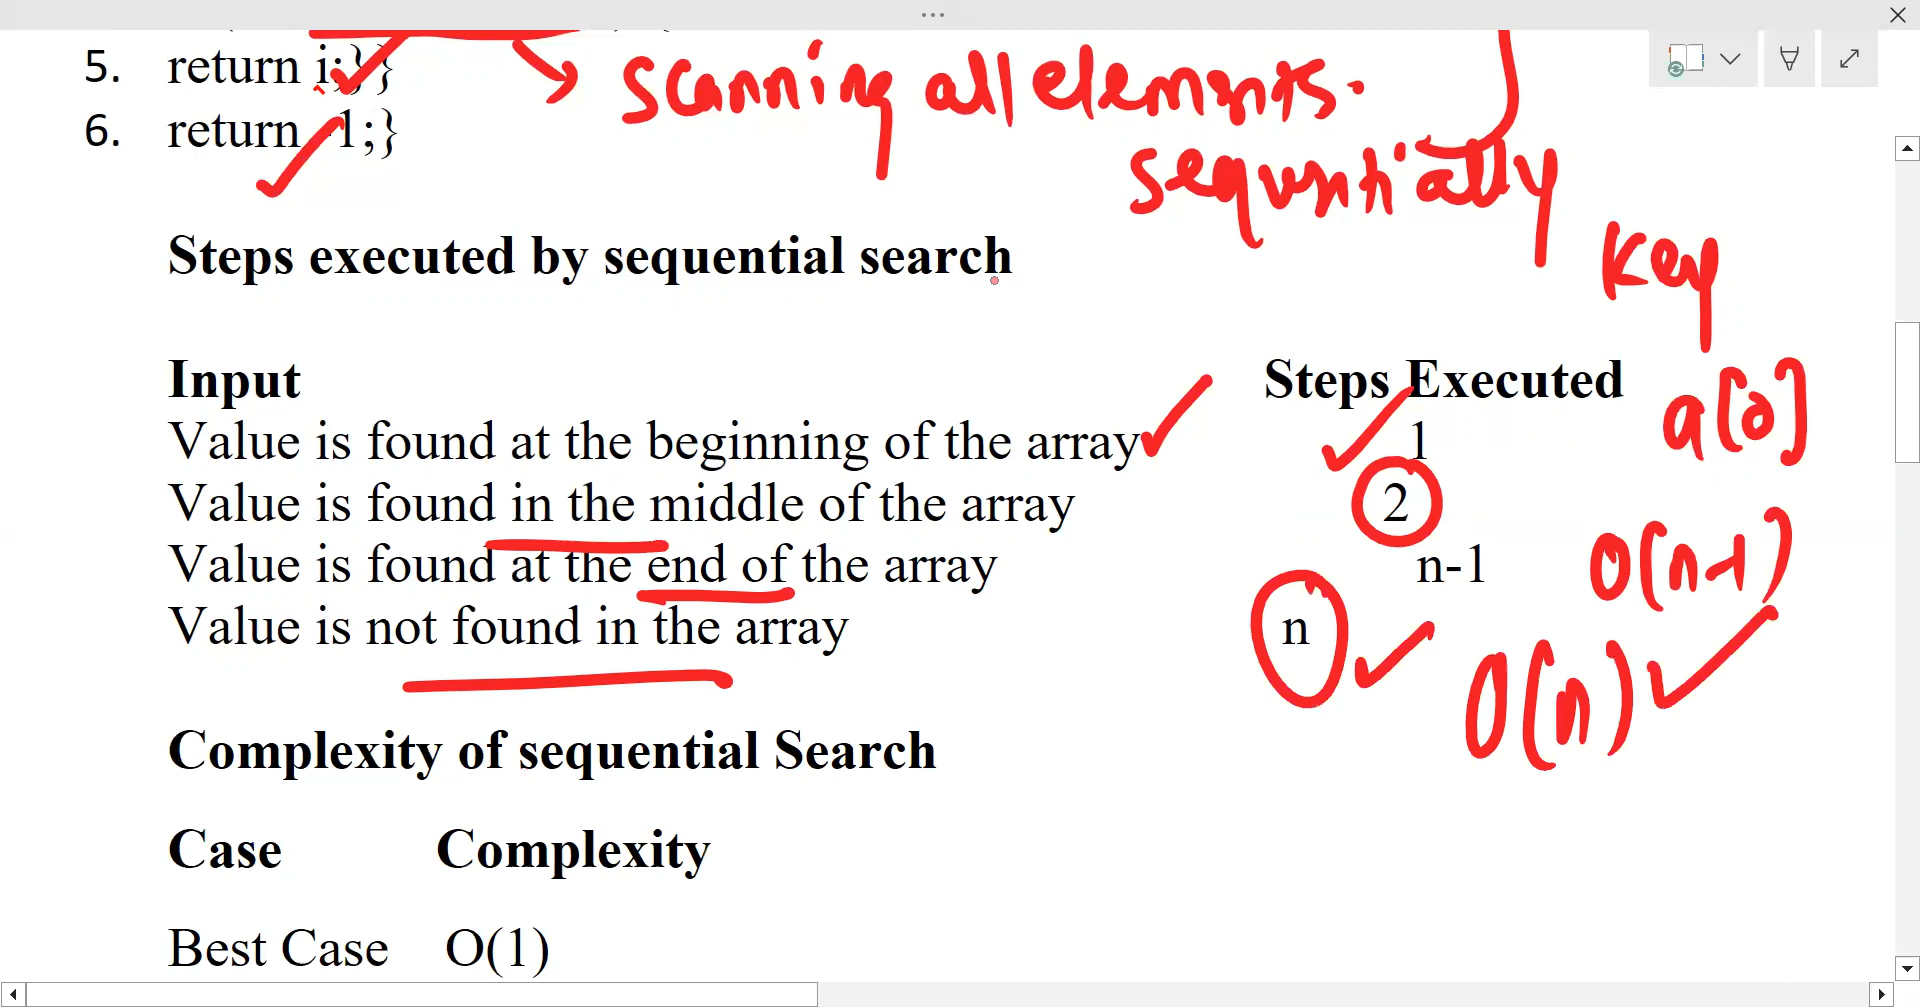 5. return i;}}
scanning all elements.
6. return -1;}
sequentially
Steps executed by sequential search
key
Input Steps Executed
a[0]
Value is found at the beginning of the array 1
Value is found in the middle of the array 2
Value is found at the end of the array n-1
O(n-1)
Value is not found in the array n
O(n)
Complexity of sequential Search
Case Complexity
Best Case O(1)